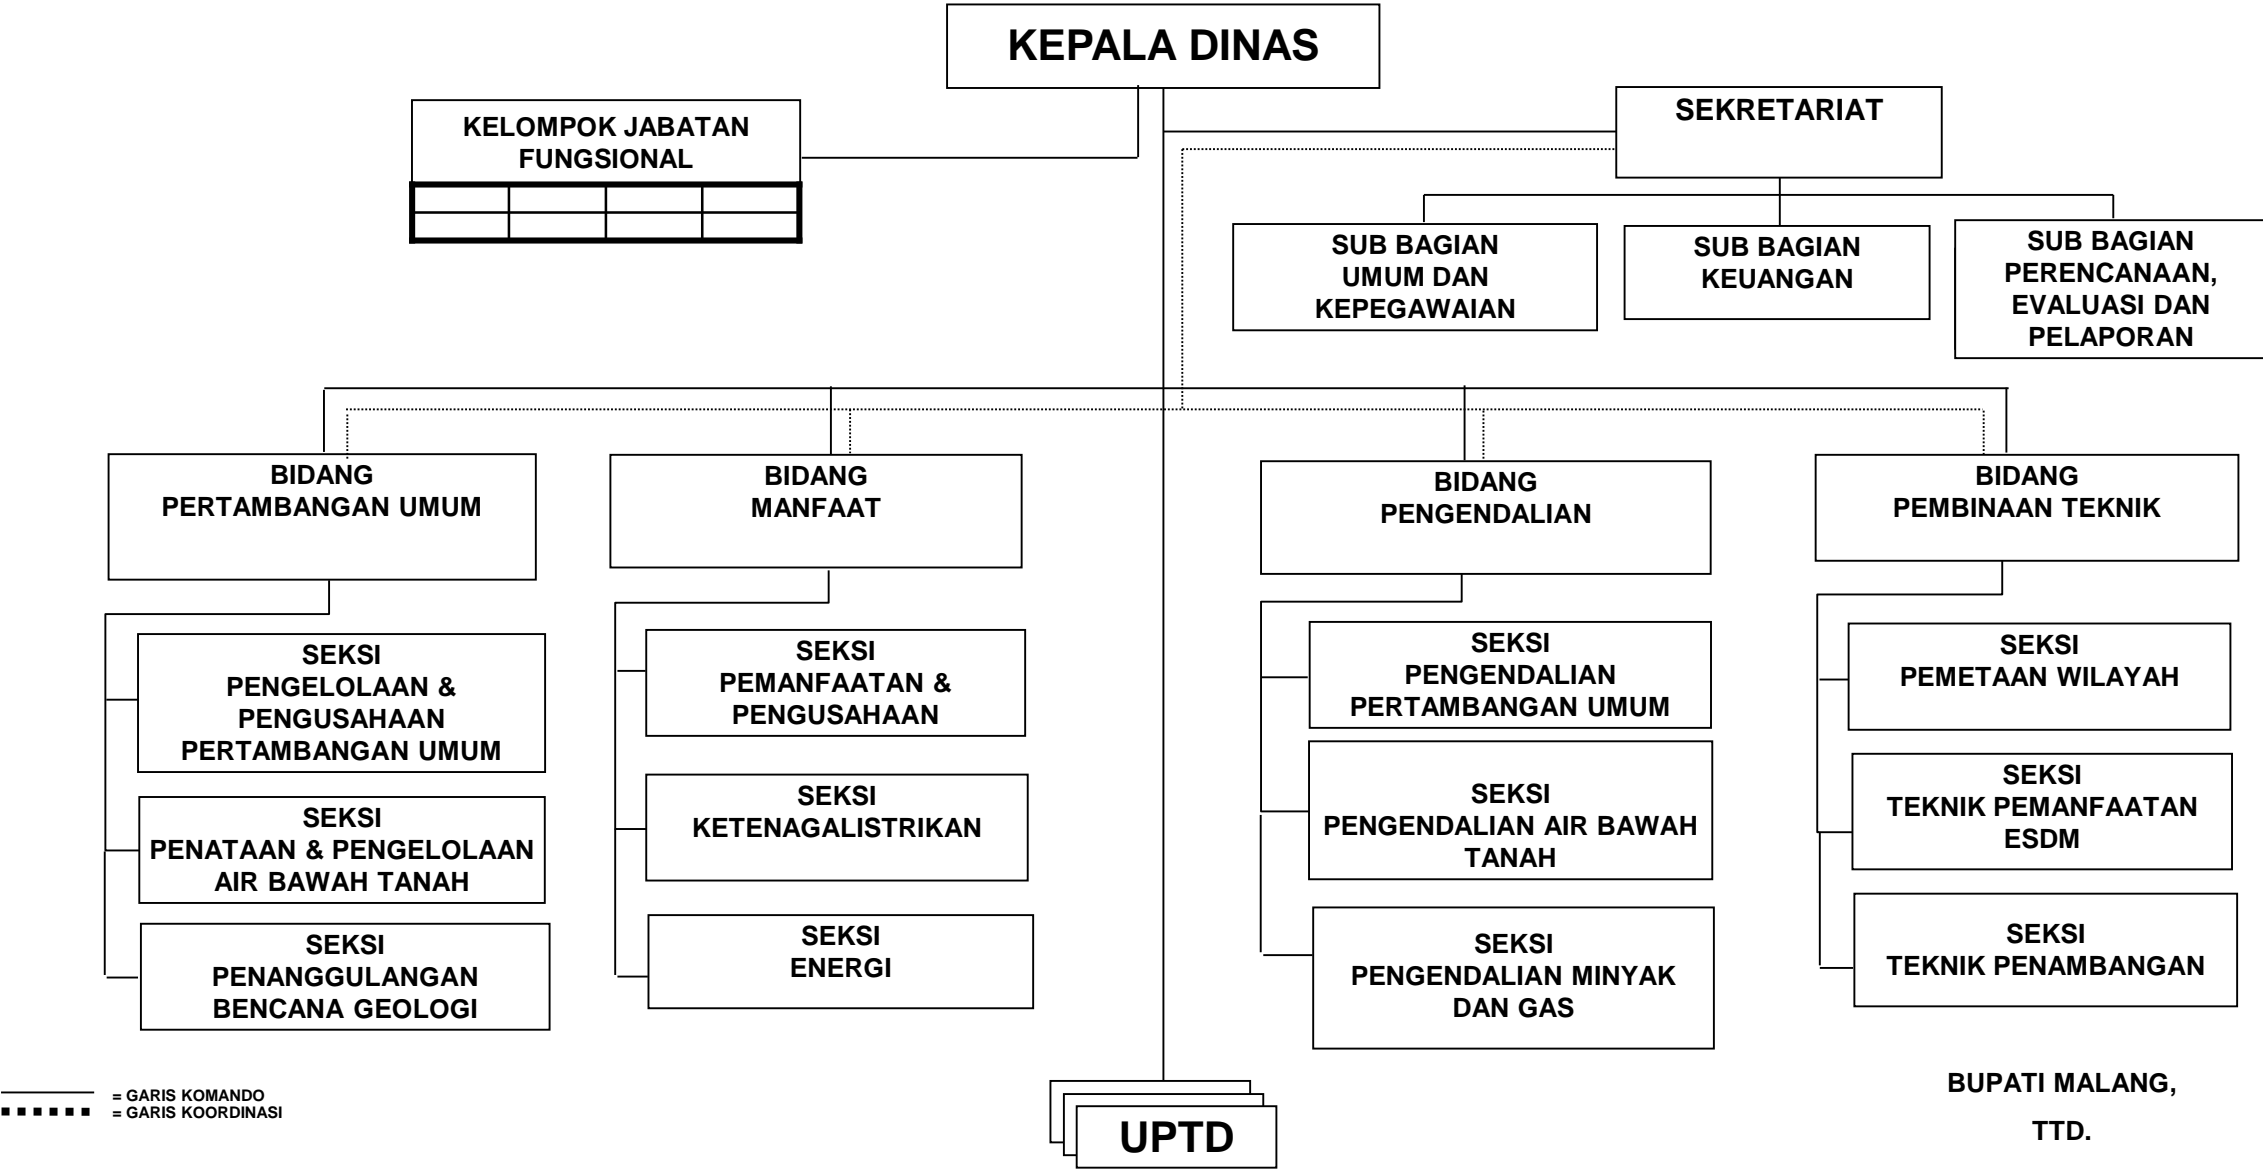 KEPALA DINAS
SEKRETARIAT
KELOMPOK JABATAN
FUNGSIONAL
SUB BAGIAN
UMUM DAN
KEPEGAWAIAN
SUB BAGIAN
KEUANGAN
SUB BAGIAN
PERENCANAAN,
EVALUASI DAN
PELAPORAN
BIDANG
PERTAMBANGAN UMUM
BIDANG
MANFAAT
BIDANG
PENGENDALIAN
BIDANG
PEMBINAAN TEKNIK
SEKSI
PENGELOLAAN &
PENGUSAHAAN
PERTAMBANGAN UMUM
SEKSI
PENATAAN & PENGELOLAAN
AIR BAWAH TANAH
SEKSI
PENANGGULANGAN
BENCANA GEOLOGI
SEKSI
PEMANFAATAN &
PENGUSAHAAN
SEKSI
KETENAGALISTRIKAN
SEKSI
ENERGI
SEKSI
PENGENDALIAN
PERTAMBANGAN UMUM
SEKSI
PENGENDALIAN AIR BAWAH
TANAH
SEKSI
PENGENDALIAN MINYAK
DAN GAS
SEKSI
PEMETAAN WILAYAH
SEKSI
TEKNIK PEMANFAATAN
ESDM
SEKSI
TEKNIK PENAMBANGAN
= GARIS KOMANDO
= GARIS KOORDINASI
UPTD
BUPATI MALANG,
TTD.